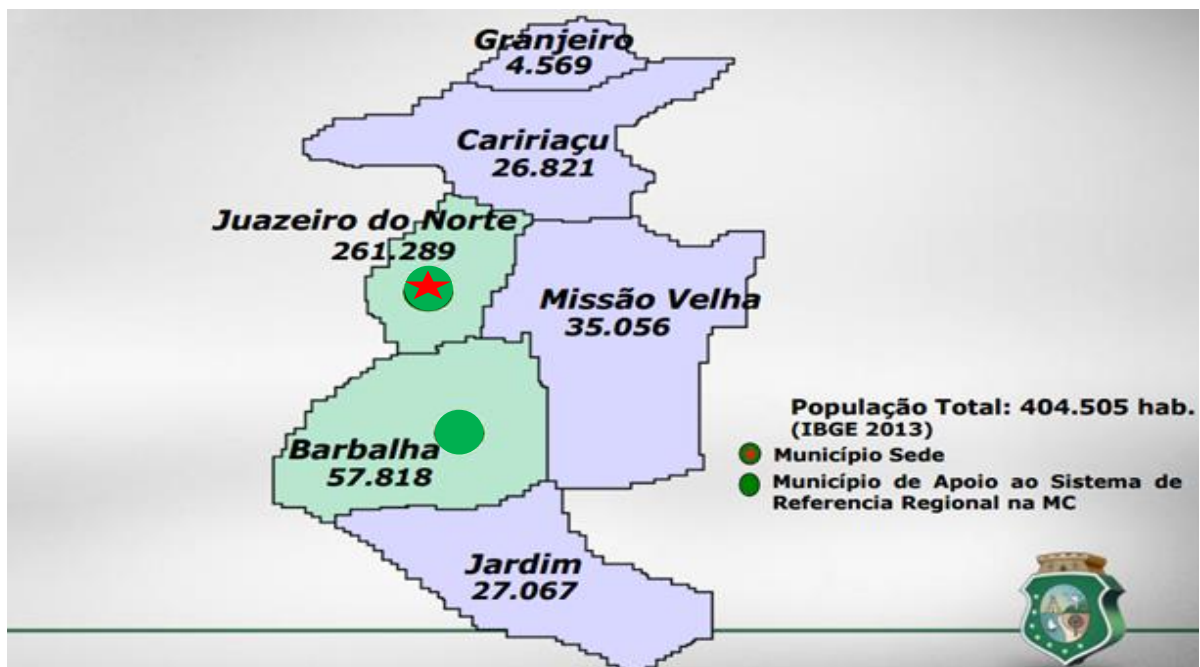 Granjeiro
4.569
Caririaçu
26.821
Juazeiro do Norte
261.289
Missão Velha
35.056
Barbalha
57.818
Jardim
27.067
População Total: 404.505 hab.
(IBGE 2013)
Município Sede
Município de Apoio ao Sistema de
Referencia Regional na MC